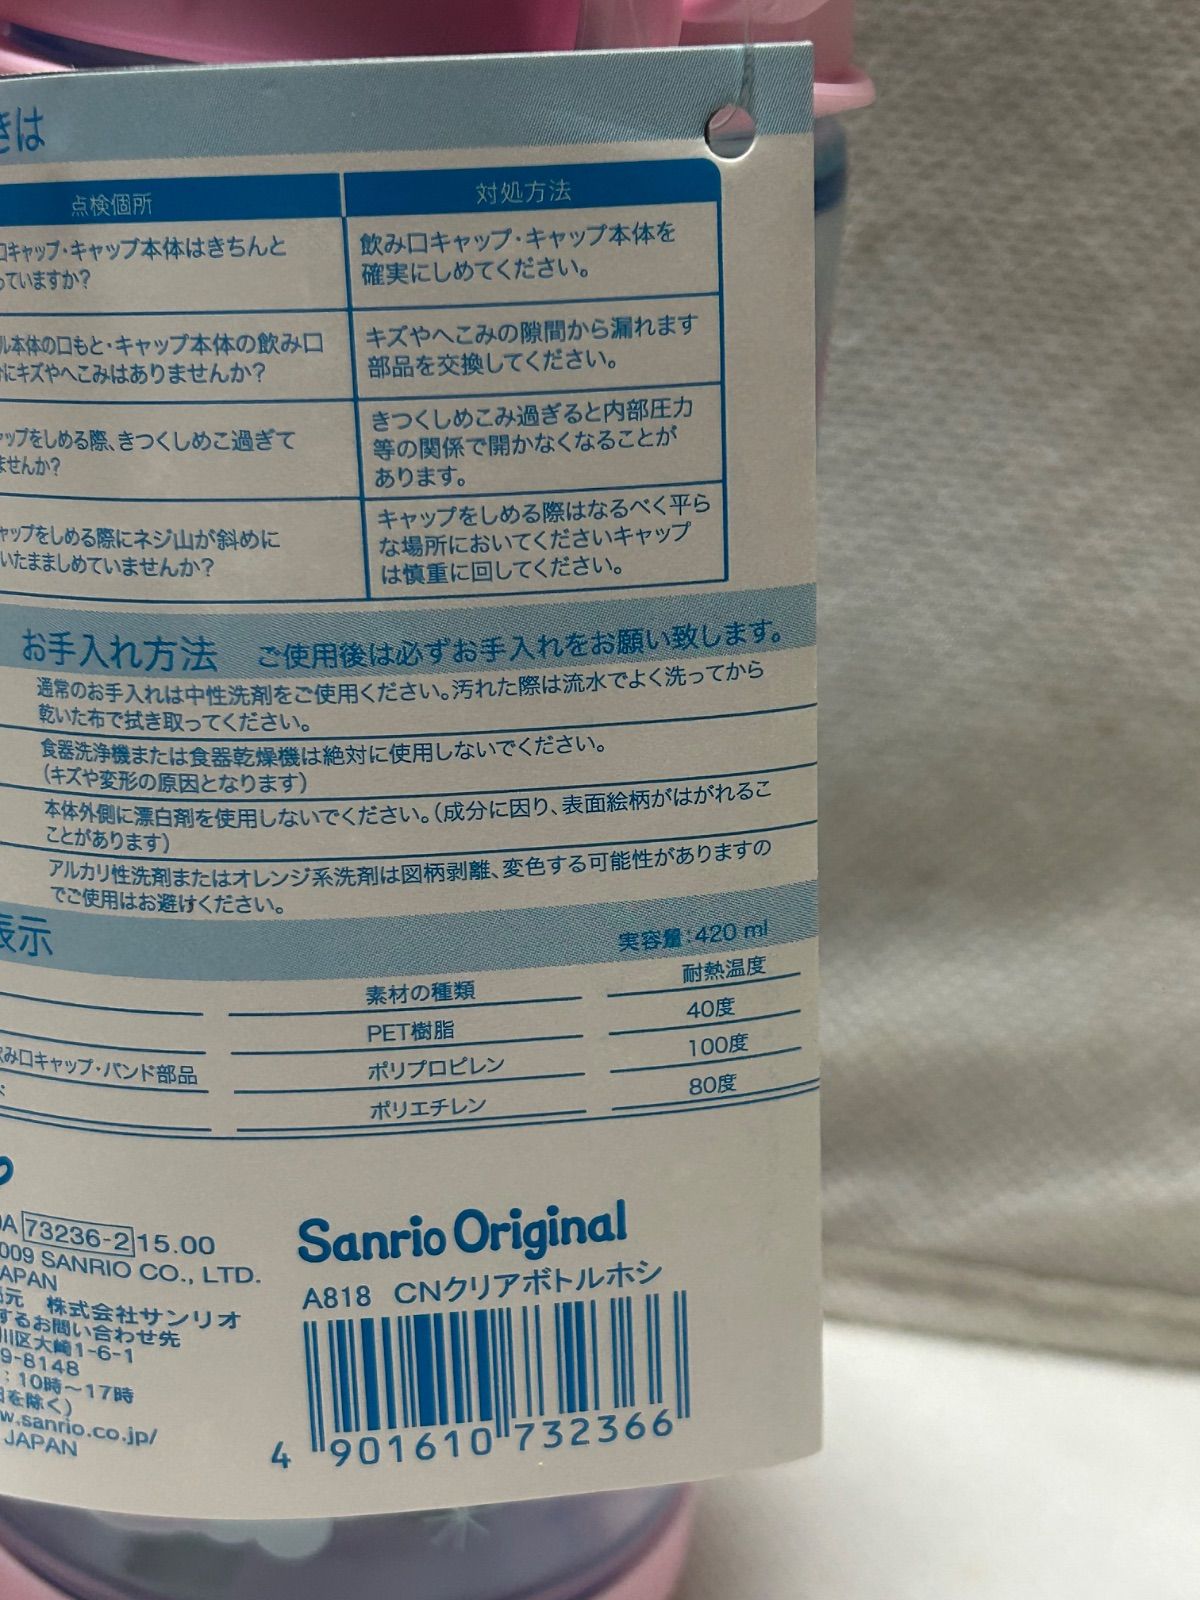 きは
点検個所
対処方法
口キャップ・キャップ本体はきちんと
っていますか?
飲み口キャップ・キャップ本体を
確実にしめてください。
ル本体の口もと・キャップ本体の飲み口
にキズやへこみはありませんか?
キズやへこみの隙間から漏れます
部品を交換してください。
ャップをしめる際、きつくしめこ過ぎて
ませんか?
きつくしめこみ過ぎると内部圧力
等の関係で開かなくなることが
あります。
ャップをしめる際にネジ山が斜めに
いたまましめていませんか?
キャップをしめる際はなるべく平ら
な場所においてくださいキャップ
は慎重に回してください。
お手入れ方法 ご使用後は必ずお手入れをお願い致します。
通常のお手入れは中性洗剤をご使用ください。汚れた際は流水でよく洗ってから
乾いた布で拭き取ってください。
食器洗浄機または食器乾燥機は絶対に使用しないでください。
(キズや変形の原因となります)
本体外側に漂白剤を使用しないでください。(成分に因り、表面絵柄がはがれるこ
ことがあります)
アルカリ性洗剤またはオレンジ系洗剤は図柄剥離、変色する可能性がありますの
でご使用はお避けください。
表示
実容量:420 ml
素材の種類 耐熱温度
PET樹脂 40度
飲み口キャップ・バンド部品 ポリプロピレン 100度
ポリエチレン 80度
0A 73236-2 15.00
009 SANRIO CO., LTD.
APAN
元 株式会社サンリオ
するお問い合わせ先
川区大崎1-6-1
9-8148
: 10時〜17時
日を除く)
w.sanrio.co.jp/
JAPAN
Sanrio Original
A818 CNクリアボトルホシ
4 901610 732366